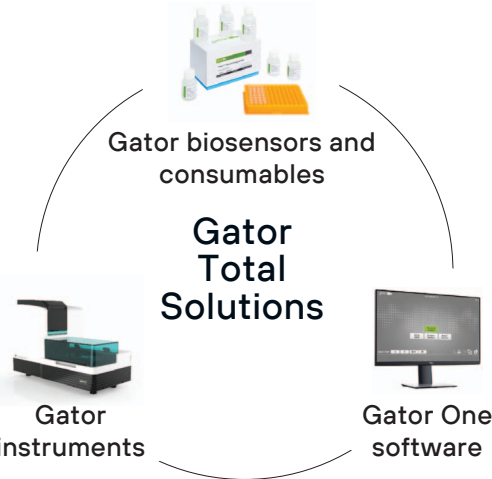 Gator biosensors and
consumables
Gator
Total
Solutions
Gator
instruments
Gator One
software